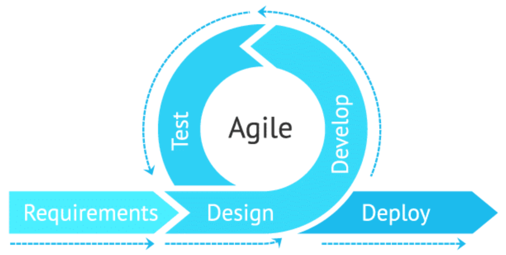 Agile
Test
Develop
Requirements
Design
Deploy